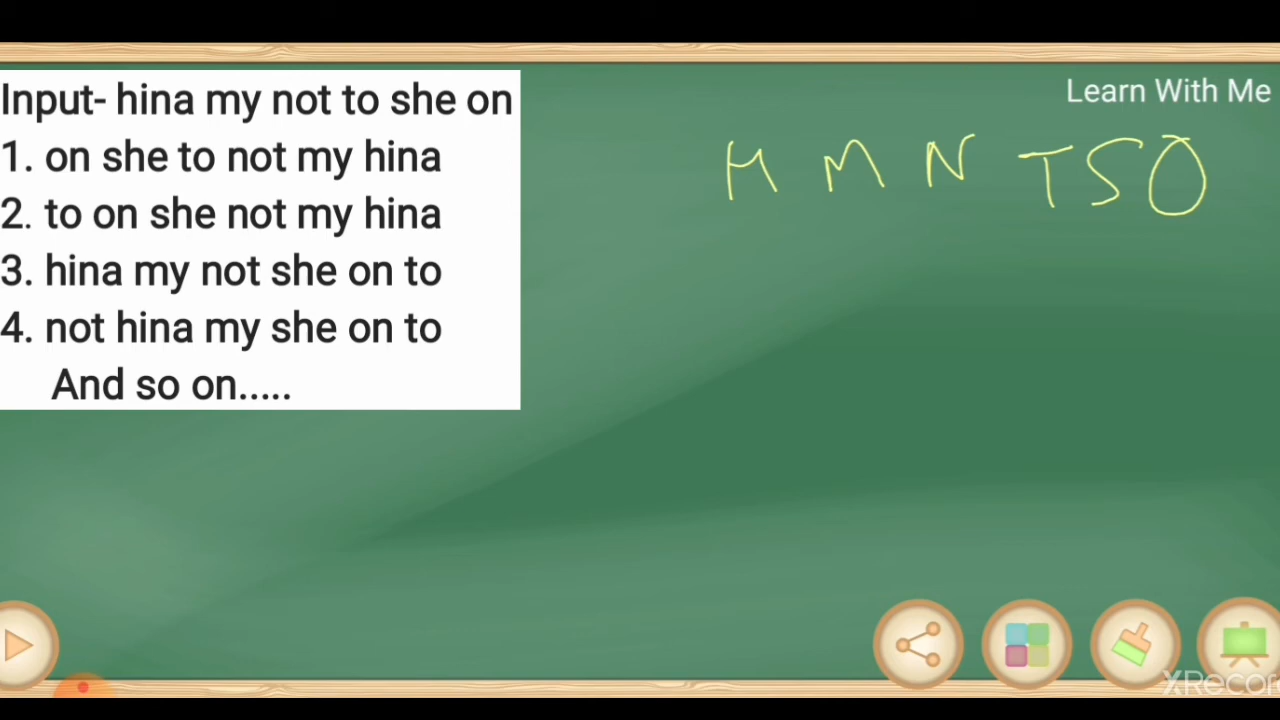 Input- hina my not to she on
1. on she to not my hina
2. to on she not my hina
3. hina my not she on to
4. not hina my she on to
And so on.....
Learn With Me
H M N T S O
XRecor